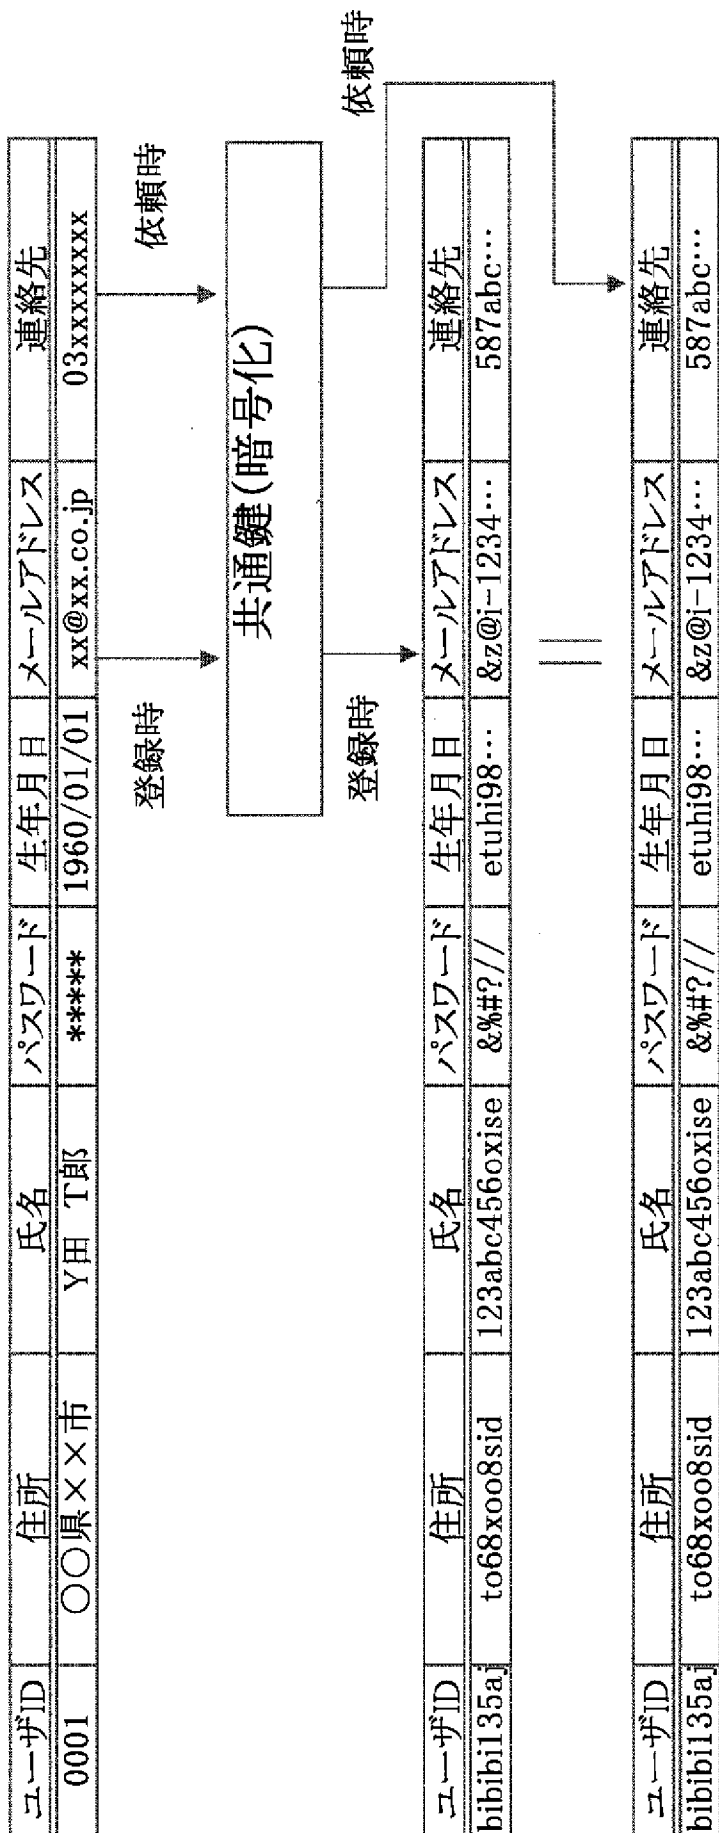 ユーザID 住所 氏名 パスワード 生年月日 メールアドレス 連絡先
0001 〇〇県××市 Y田 T郎 ***** 1960/01/01 xx@xx.co.jp 03xxxxxxxx
登録時 依頼時
共通鍵(暗号化)
登録時 依頼時
ユーザID 住所 氏名 パスワード 生年月日 メールアドレス 連絡先
bibibi135aj to68xoo8sid 123abc456oxise &%#?// etuhi98… &z@i-1234… 587abc…
ユーザID 住所 氏名 パスワード 生年月日 メールアドレス 連絡先
bibibi135aj to68xoo8sid 123abc456oxise &%#?// etuhi98… &z@i-1234… 587abc…